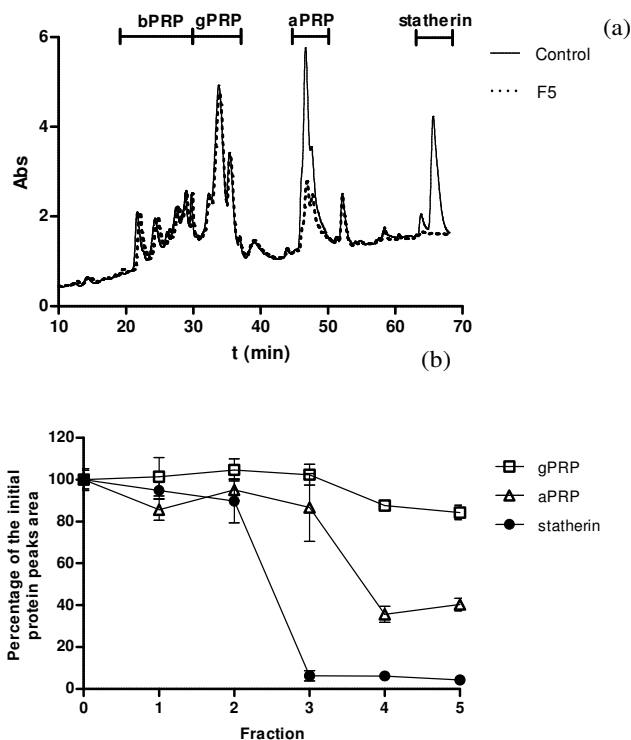 bPRP gPRP aPRP statherin (a)
Control
F5
6
4
2
0
Abs
10 20 30 40 50 60 70
t (min)
(b)
120
100
80
60
40
20
0
Percentage of the initial
protein peaks area
0 1 2 3 4 5
Fraction
gPRP
aPRP
statherin